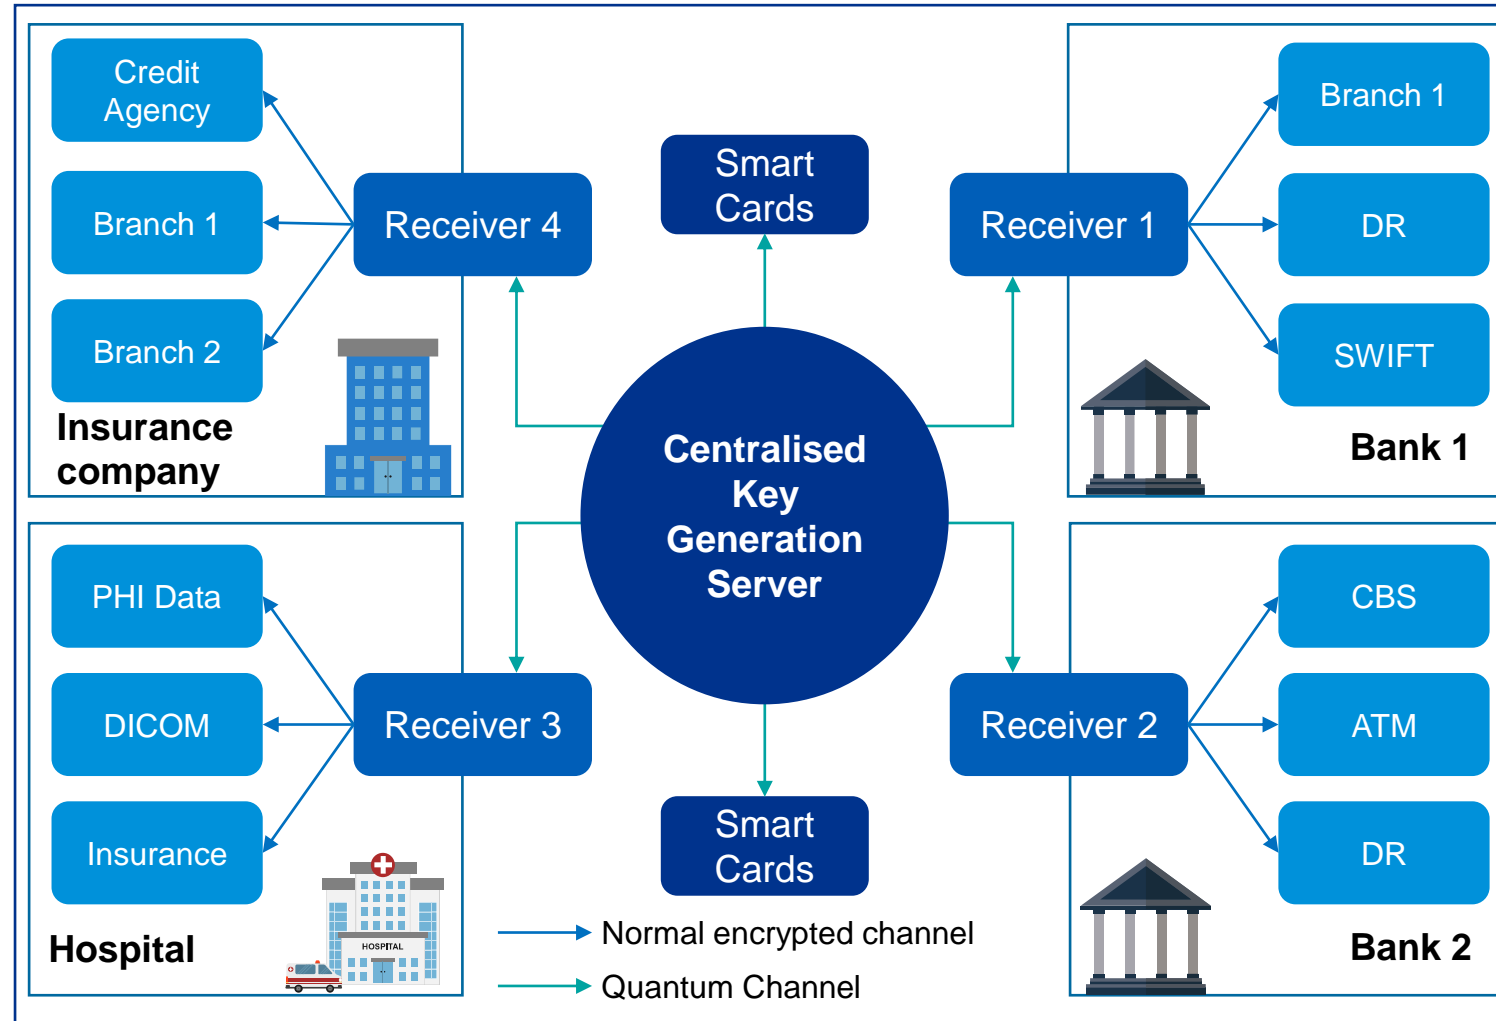 Credit
Agency
Branch 1
Branch 2
Receiver 4
Insurance
company
Smart
Cards
Receiver 1
Branch 1
DR
SWIFT
Bank 1
Centralised
Key
Generation
Server
PHI Data
DICOM
Insurance
Receiver 3
HOSPITAL
Hospital
Smart
Cards
Receiver 2
CBS
ATM
DR
Bank 2
Normal encrypted channel
Quantum Channel